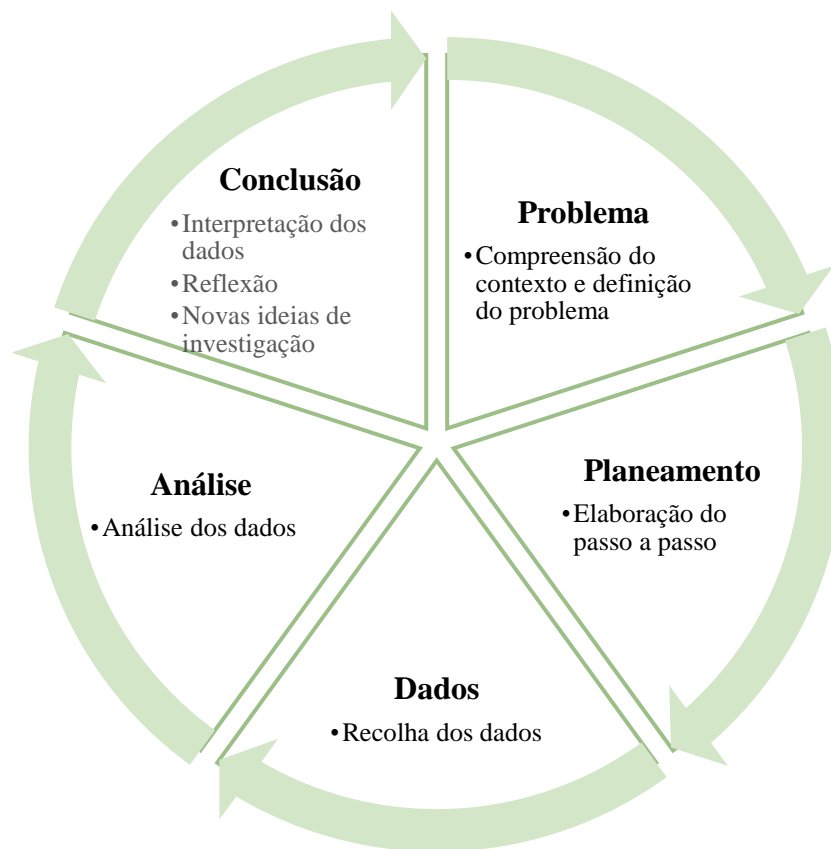 Conclusão
•Interpretação dos
dados
•Reflexão
•Novas ideias de
investigação
Problema
•Compreensão do
contexto e definição
do problema
Planeamento
•Elaboração do
passo a passo
Dados
•Recolha dos dados
Análise
•Análise dos dados